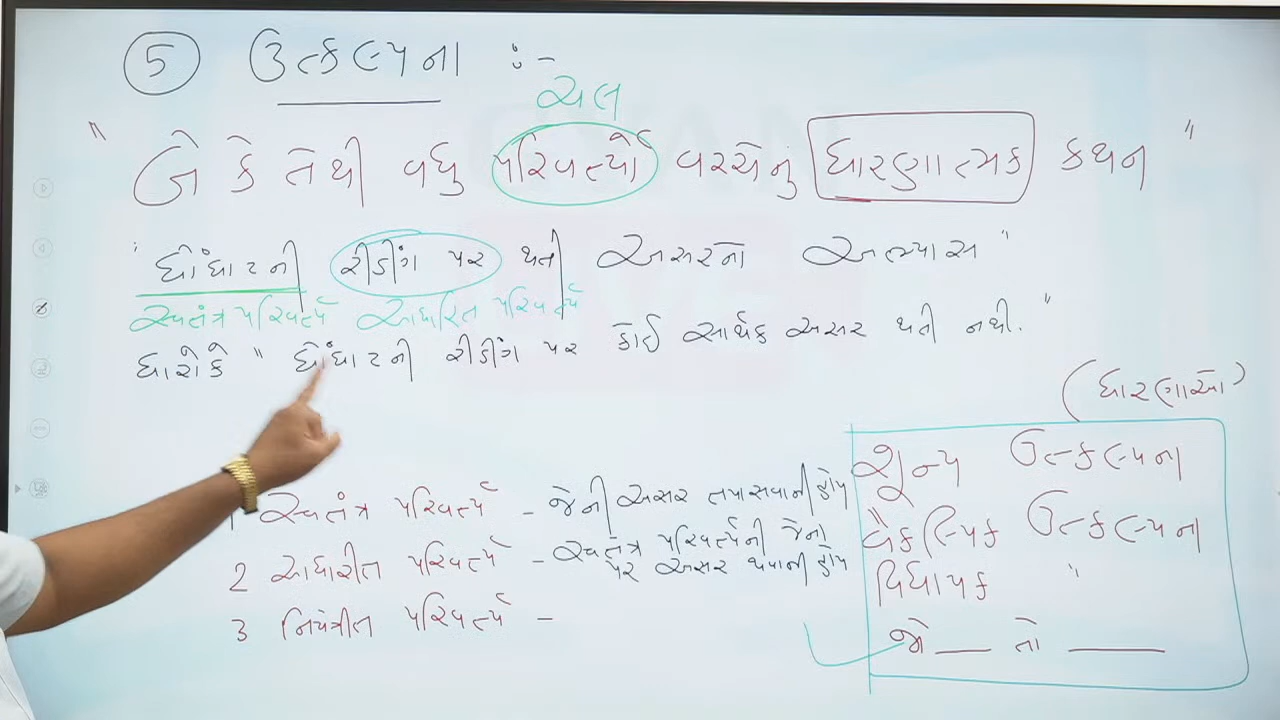 5 ઉત્કલ્પના :-
ચલ
" બે કે તેથી વધુ પરિવર્ત્યો વચ્ચેનું ધારણાત્મક કથન "
" ઘોંઘાટની રીડીંગ પર થતી અસરના અભ્યાસ "
સ્વતંત્ર પરિવર્ત્ય આધારિત પરિવર્ત્ય
ધારોકે " ઘોંઘાટની રીડીંગ પર કોઈ સાર્થક અસર થતી નથી. "
(ધારણાઓ)
શૂન્ય ઉત્કલ્પના
વૈકલ્પિક ઉત્કલ્પના
વિધાયક "
જો ___ તો ___
1 સ્વતંત્ર પરિવર્ત્ય - જેની અસર તપાસવાની હોય
2 આધારીત પરિવર્ત્ય - સ્વતંત્ર પરિવર્ત્યની જેના
પર અસર થવાની હોય
3 નિયંત્રીત પરિવર્ત્ય -